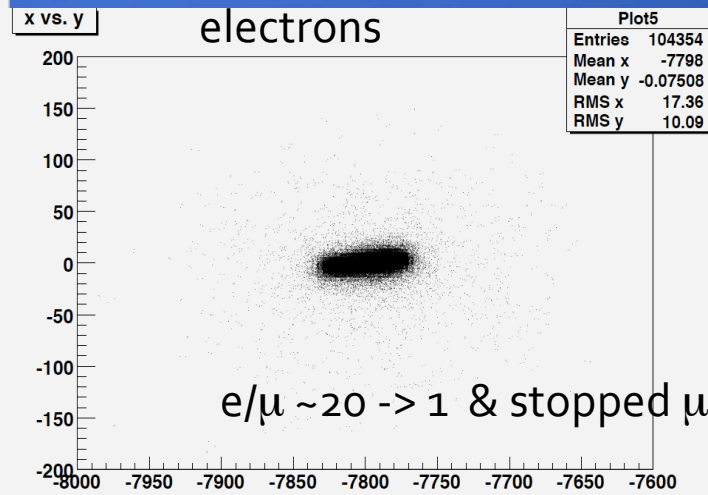 x vs. y
electrons
Plot5
Entries 104354
Mean x -7798
Mean y -0.07508
RMS x 17.36
RMS y 10.09
200
150
100
50
0
-50
-100
-150
-200
e/μ ~20 -> 1 & stopped μ
-8000 -7950 -7900 -7850 -7800 -7750 -7700 -7650 -7600